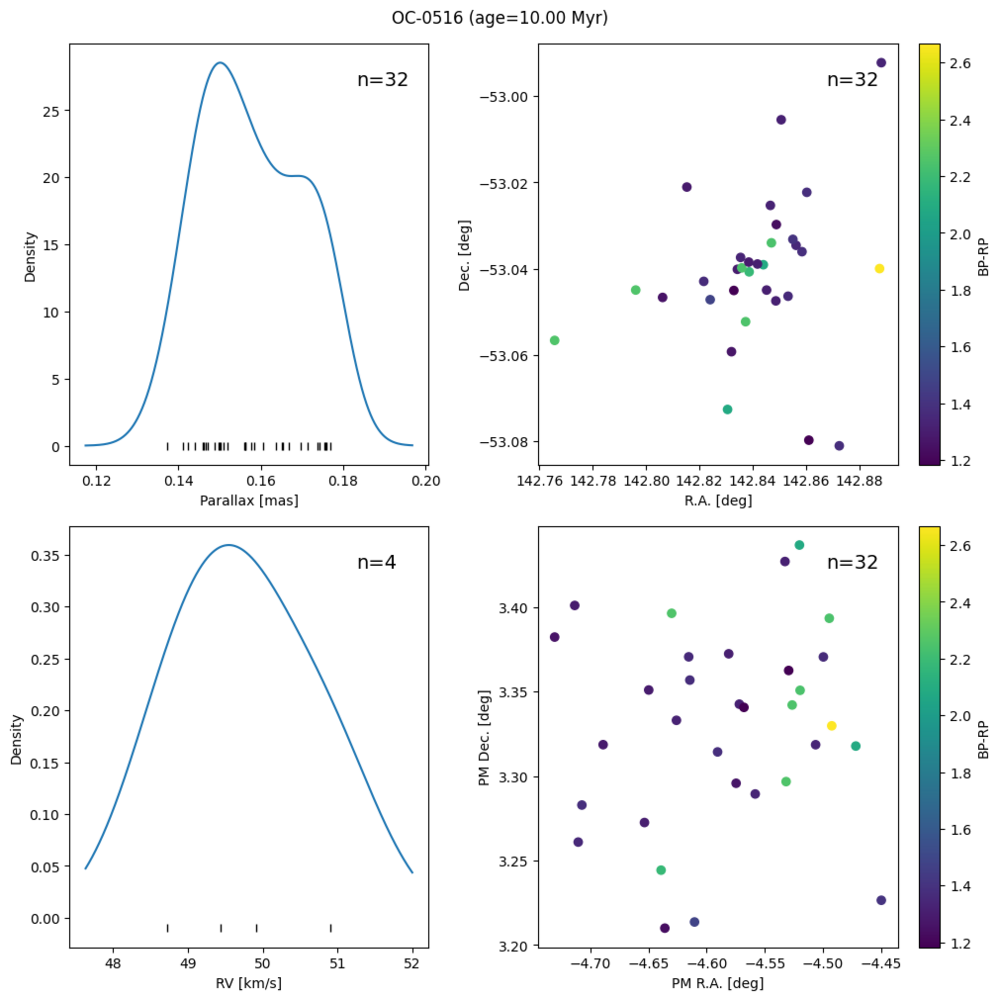 OC-0516 (age=10.00 Myr)
n=32
Density
25
20
15
10
5
0
0.12 0.14 0.16 0.18 0.20
Parallax [mas]
n=32
Dec. [deg]
−53.00
−53.02
−53.04
−53.06
−53.08
142.76 142.78 142.80 142.82 142.84 142.86 142.88
R.A. [deg]
2.6
2.4
2.2
2.0
1.8
1.6
1.4
1.2
BP-RP
n=4
Density
0.35
0.30
0.25
0.20
0.15
0.10
0.05
0.00
48 49 50 51 52
RV [km/s]
n=32
PM Dec. [deg]
3.40
3.35
3.30
3.25
3.20
−4.70 −4.65 −4.60 −4.55 −4.50 −4.45
PM R.A. [deg]
2.6
2.4
2.2
2.0
1.8
1.6
1.4
1.2
BP-RP